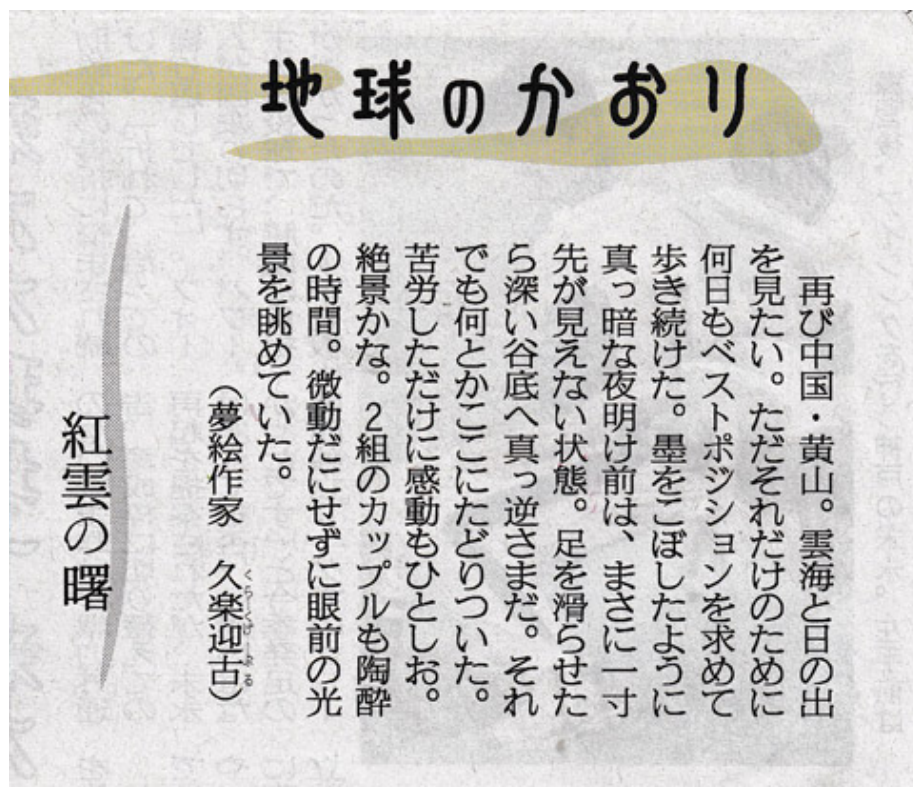 地球のかおり
再び中国・黄山。雲海と日の出
を見たい。ただそれだけのために
何日もベストポジションを求めて
歩き続けた。墨をこぼしたように
真っ暗な夜明け前は、まさに一寸
先が見えない状態。足を滑らせた
ら深い谷底へ真っ逆さまだ。それ
でも何とかここにたどりついた。
苦労しただけに感動もひとしお。
絶景かな。2組のカップルも陶酔
の時間。微動だにせずに眼前の光
景を眺めていた。
（夢絵作家　久楽迎古）
紅雲の曙